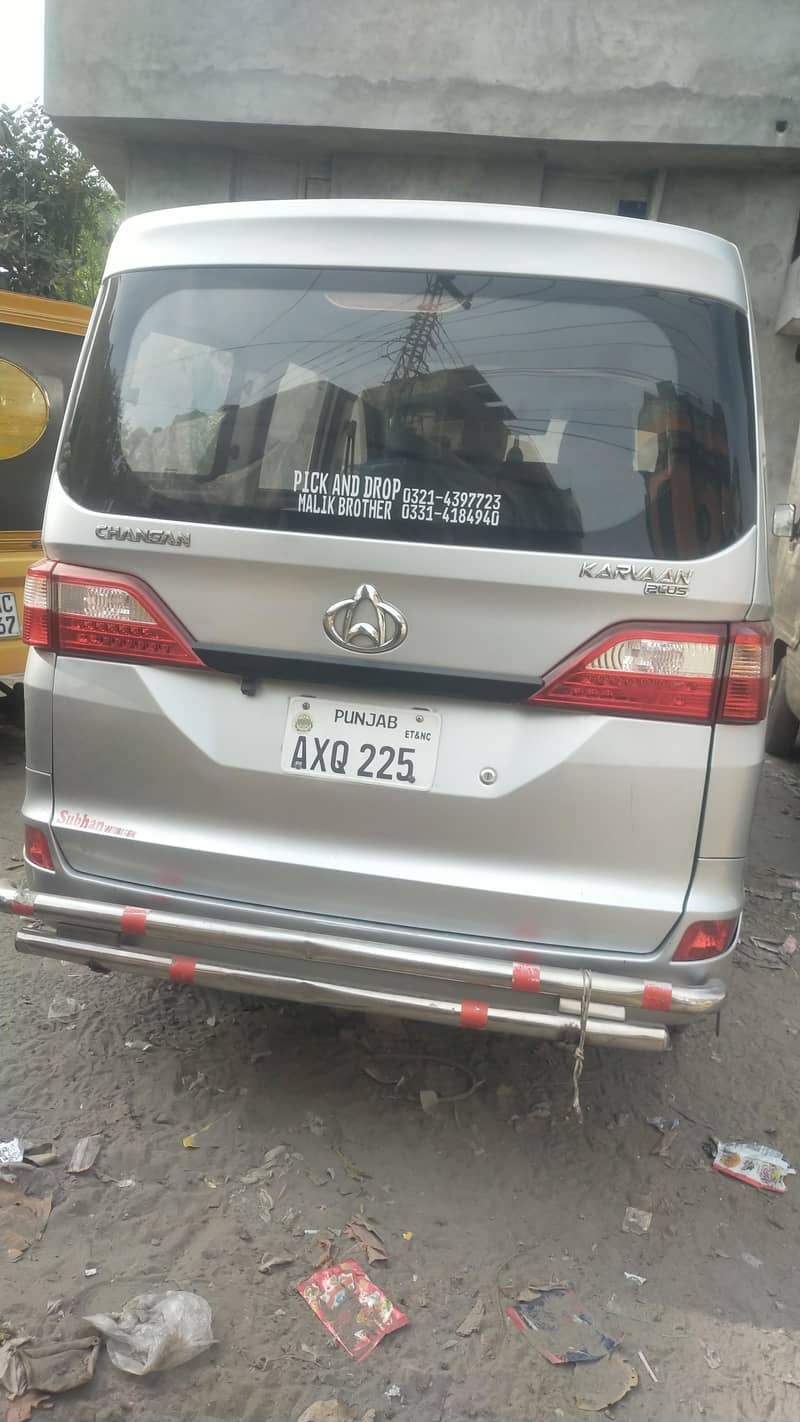 PICK AND DROP 0321-4397723
MALIK BROTHER 0331-4184940
CHANGAN
KARVAAN
PLUS
PUNJAB
ET&NC
AXQ 225
Subhan